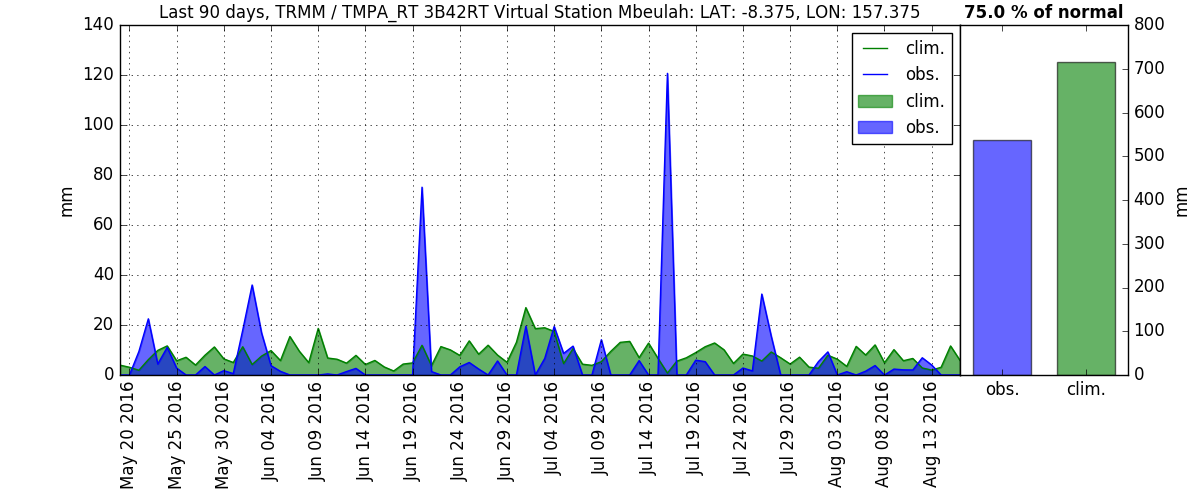 Last 90 days, TRMM / TMPA_RT 3B42RT Virtual Station Mbeulah: LAT: -8.375, LON: 157.375
75.0 % of normal
140
120
100
80
60
40
20
0
mm
clim.
obs.
clim.
obs.
May 20 2016
May 25 2016
May 30 2016
Jun 04 2016
Jun 09 2016
Jun 14 2016
Jun 19 2016
Jun 24 2016
Jun 29 2016
Jul 04 2016
Jul 09 2016
Jul 14 2016
Jul 19 2016
Jul 24 2016
Jul 29 2016
Aug 03 2016
Aug 08 2016
Aug 13 2016
800
700
600
500
400
300
200
100
0
mm
obs.
clim.